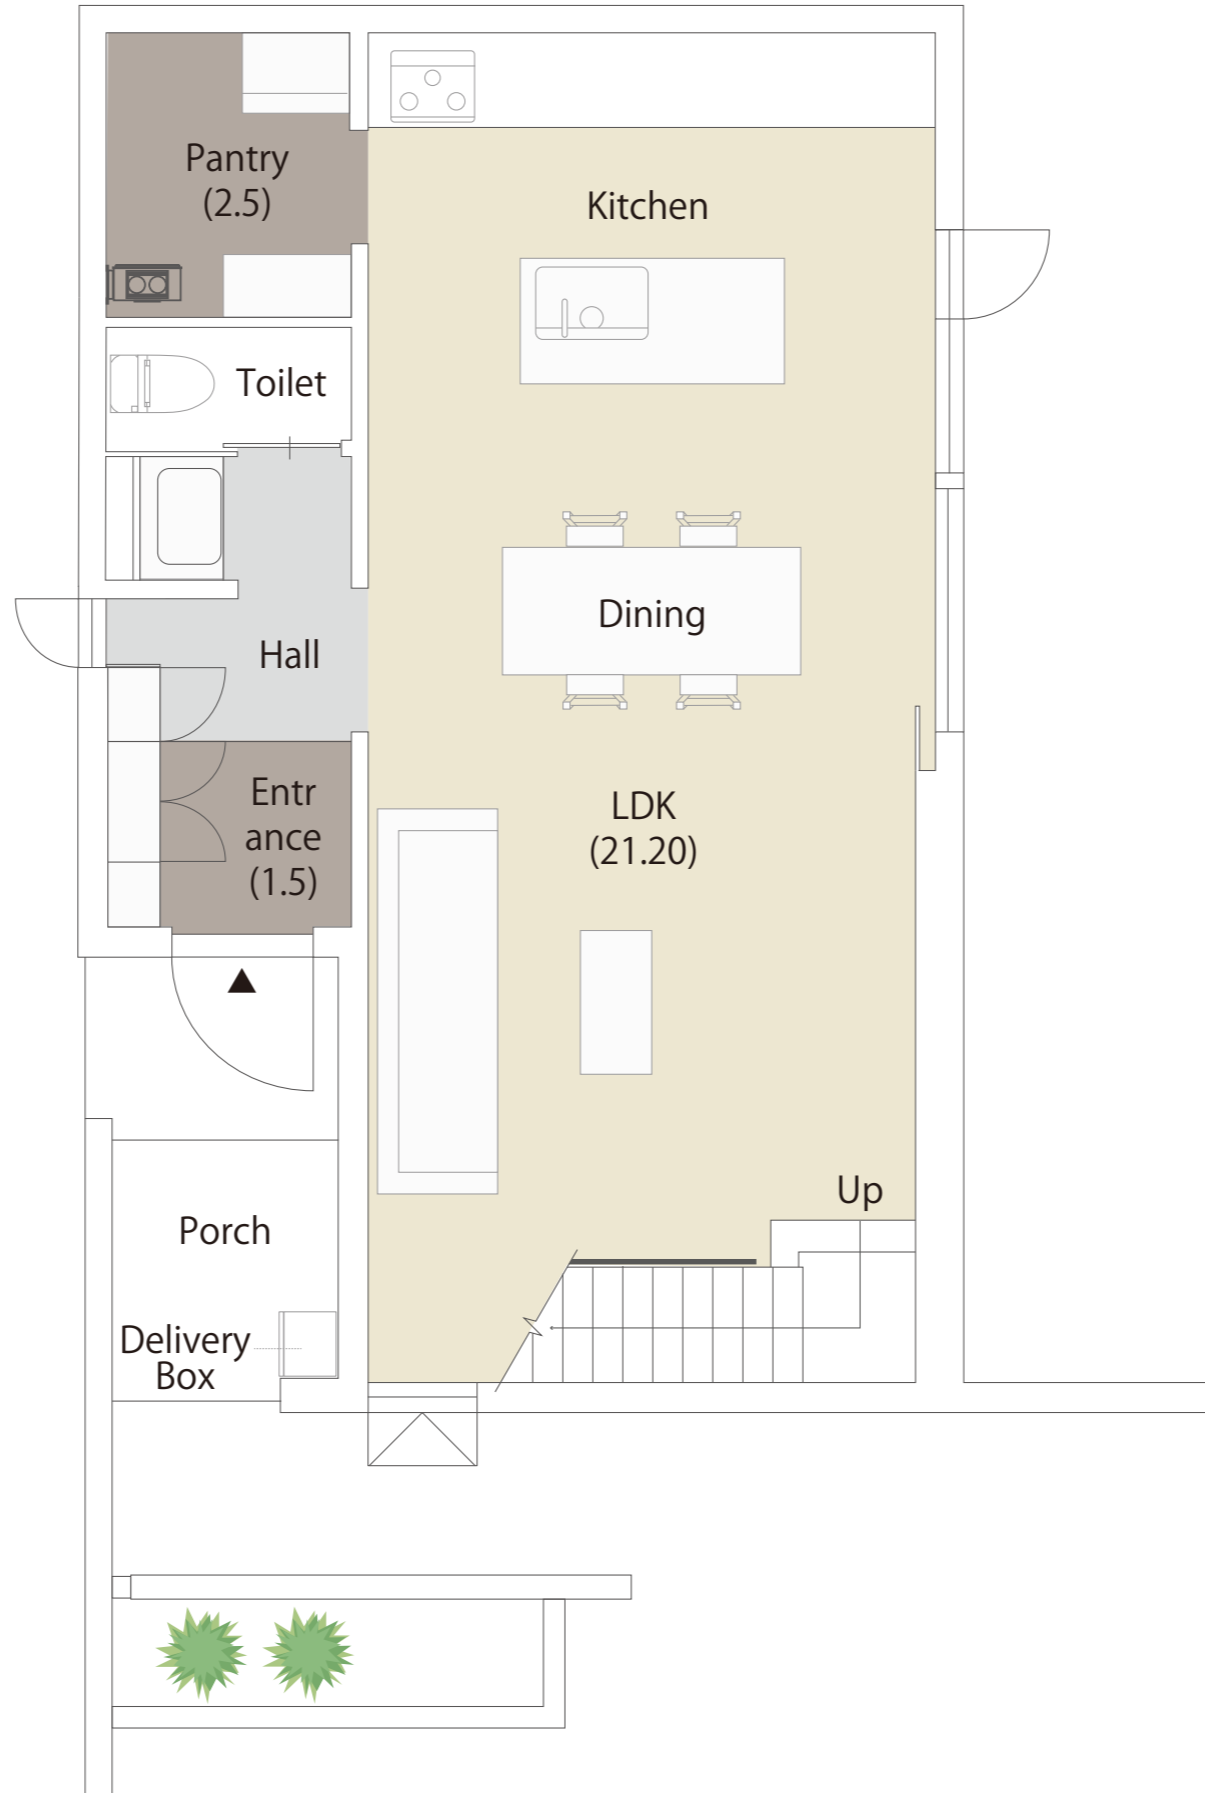 Pantry
(2.5)
Kitchen
Toilet
Dining
Hall
Entr
ance
(1.5)
LDK
(21.20)
Up
Porch
Delivery
Box